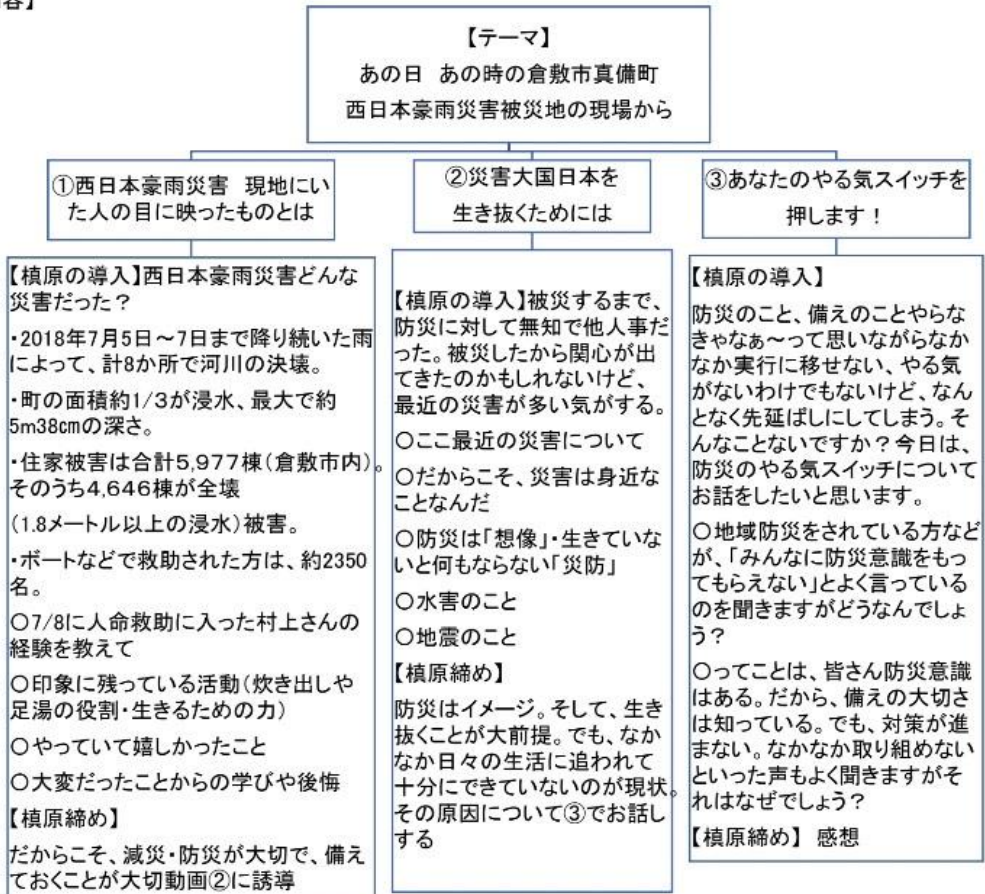 容】
【テーマ】
あの日 あの時の倉敷市真備町
西日本豪雨災害被災地の現場から
①西日本豪雨災害 現地にい
た人の目に映ったものとは
②災害大国日本を
生き抜くためには
③あなたのやる気スイッチを
押します！
【槙原の導入】西日本豪雨災害どんな
災害だった？
・2018年7月5日～7日まで降り続いた雨
によって、計8か所で河川の決壊。
・町の面積約1/3が浸水、最大で約
5m38㎝の深さ。
・住家被害は合計5,977棟(倉敷市内)。
そのうち4,646棟が全壊
(1.8メートル以上の浸水)被害。
・ボートなどで救助された方は、約2350
名。
○7/8に人命救助に入った村上さんの
経験を教えて
○印象に残っている活動(炊き出しや
足湯の役割・生きるための力)
○やっていて嬉しかったこと
○大変だったことからの学びや後悔
【槙原締め】
だからこそ、減災・防災が大切で、備え
ておくことが大切動画②に誘導
【槙原の導入】被災するまで、
防災に対して無知で他人事だ
った。被災したから関心が出
てきたのかもしれないけど、
最近の災害が多い気がする。
○ここ最近の災害について
○だからこそ、災害は身近な
ことなんだ
○防災は「想像」・生きていな
いと何もならない「災防」
○水害のこと
○地震のこと
【槙原締め】
防災はイメージ。そして、生き
抜くことが大前提。でも、なか
なか日々の生活に追われて
十分にできていないのが現状。
その原因について③でお話し
する
【槙原の導入】
防災のこと、備えのことやらな
きゃなぁ～って思いながらなか
なか実行に移せない、やる気
がないわけでもないけど、なん
となく先延ばしにしてしまう。そ
んなことないですか？今日は、
防災のやる気スイッチについて
お話をしたいと思います。
○地域防災をされている方など
が、「みんなに防災意識をもっ
てもらえない」とよく言っている
のを聞きますがどうなんでしょ
う？
○ってことは、皆さん防災意識
はある。だから、備えの大切さ
は知っている。でも、対策が進
まない。なかなか取り組めない
といった声もよく聞きますがそ
れはなぜでしょう？
【槙原締め】 感想